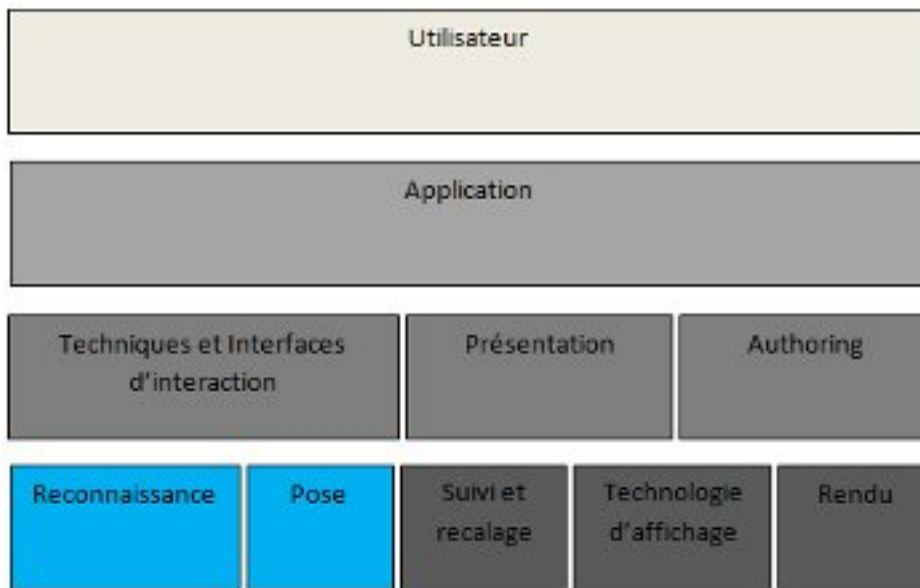 Utilisateur
Application
Techniques et Interfaces
d'interaction
Présentation
Authoring
Reconnaissance
Pose
Suivi et
recalage
Technologie
d'affichage
Rendu